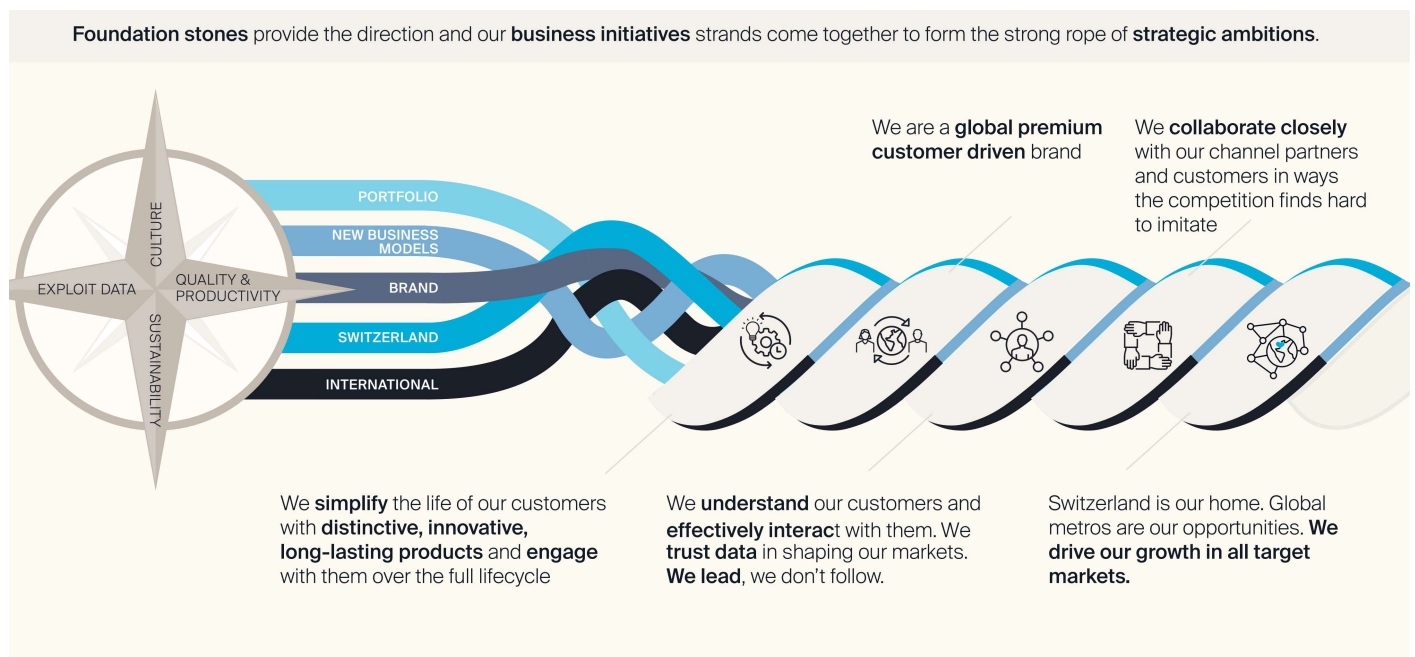 Foundation stones provide the direction and our business initiatives strands come together to form the strong rope of strategic ambitions.
CULTURE
EXPLOIT DATA
QUALITY &
PRODUCTIVITY
SUSTAINABILITY
PORTFOLIO
NEW BUSINESS
MODELS
BRAND
SWITZERLAND
INTERNATIONAL
We are a global premium
customer driven brand
We collaborate closely
with our channel partners
and customers in ways
the competition finds hard
to imitate
We simplify the life of our customers
with distinctive, innovative,
long-lasting products and engage
with them over the full lifecycle
We understand our customers and
effectively interact with them. We
trust data in shaping our markets.
We lead, we don’t follow.
Switzerland is our home. Global
metros are our opportunities. We
drive our growth in all target
markets.